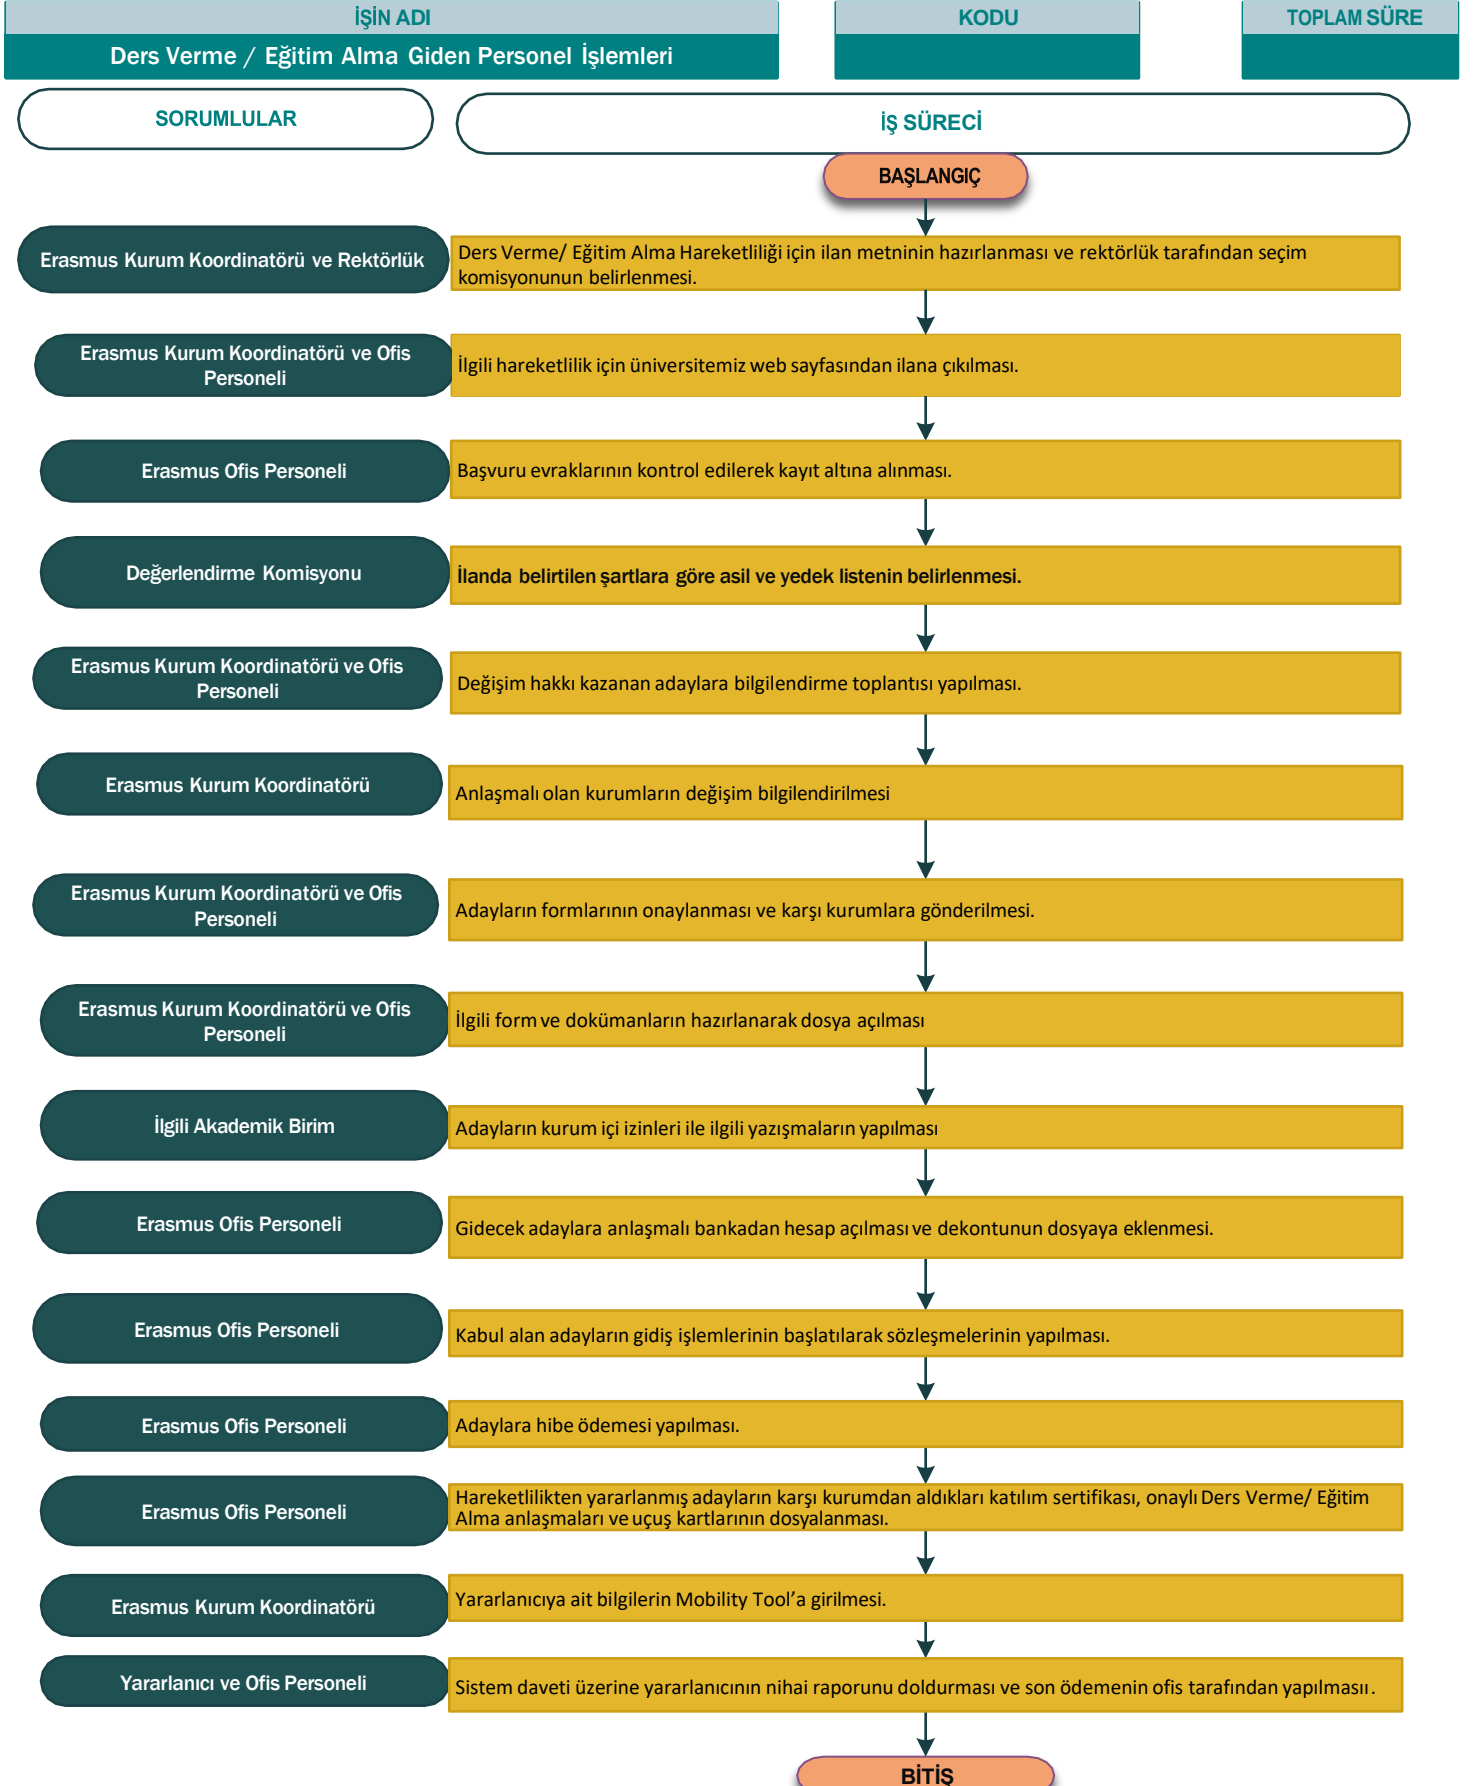 İŞİN ADI
KODU
TOPLAM SÜRE
Ders Verme / Eğitim Alma Giden Personel İşlemleri
SORUMLULAR
İŞ SÜRECİ
BAŞLANGIÇ
Erasmus Kurum Koordinatörü ve Rektörlük
Ders Verme/ Eğitim Alma Hareketliliği için ilan metninin hazırlanması ve rektörlük tarafından seçim
komisyonunun belirlenmesi.
Erasmus Kurum Koordinatörü ve Ofis
Personeli
İlgili hareketlilik için üniversitemiz web sayfasından ilana çıkılması.
Erasmus Ofis Personeli
Başvuru evraklarının kontrol edilerek kayıt altına alınması.
Değerlendirme Komisyonu
İlanda belirtilen şartlara göre asil ve yedek listenin belirlenmesi.
Erasmus Kurum Koordinatörü ve Ofis
Personeli
Değişim hakkı kazanan adaylara bilgilendirme toplantısı yapılması.
Erasmus Kurum Koordinatörü
Anlaşmalı olan kurumların değişim bilgilendirilmesi
Erasmus Kurum Koordinatörü ve Ofis
Personeli
Adayların formlarının onaylanması ve karşı kurumlara gönderilmesi.
Erasmus Kurum Koordinatörü ve Ofis
Personeli
İlgili form ve dokümanların hazırlanarak dosya açılması
İlgili Akademik Birim
Adayların kurum içi izinleri ile ilgili yazışmaların yapılması
Erasmus Ofis Personeli
Gidecek adaylara anlaşmalı bankadan hesap açılması ve dekontunun dosyaya eklenmesi.
Erasmus Ofis Personeli
Kabul alan adayların gidiş işlemlerinin başlatılarak sözleşmelerinin yapılması.
Erasmus Ofis Personeli
Adaylara hibe ödemesi yapılması.
Erasmus Ofis Personeli
Hareketlilikten yararlanmış adayların karşı kurumdan aldıkları katılım sertifikası, onaylı Ders Verme/ Eğitim
Alma anlaşmaları ve uçuş kartlarının dosyalanması.
Erasmus Kurum Koordinatörü
Yararlanıcıya ait bilgilerin Mobility Tool’a girilmesi.
Yararlanıcı ve Ofis Personeli
Sistem daveti üzerine yararlanıcının nihai raporunu doldurması ve son ödemenin ofis tarafından yapılmasıı.
BİTİŞ